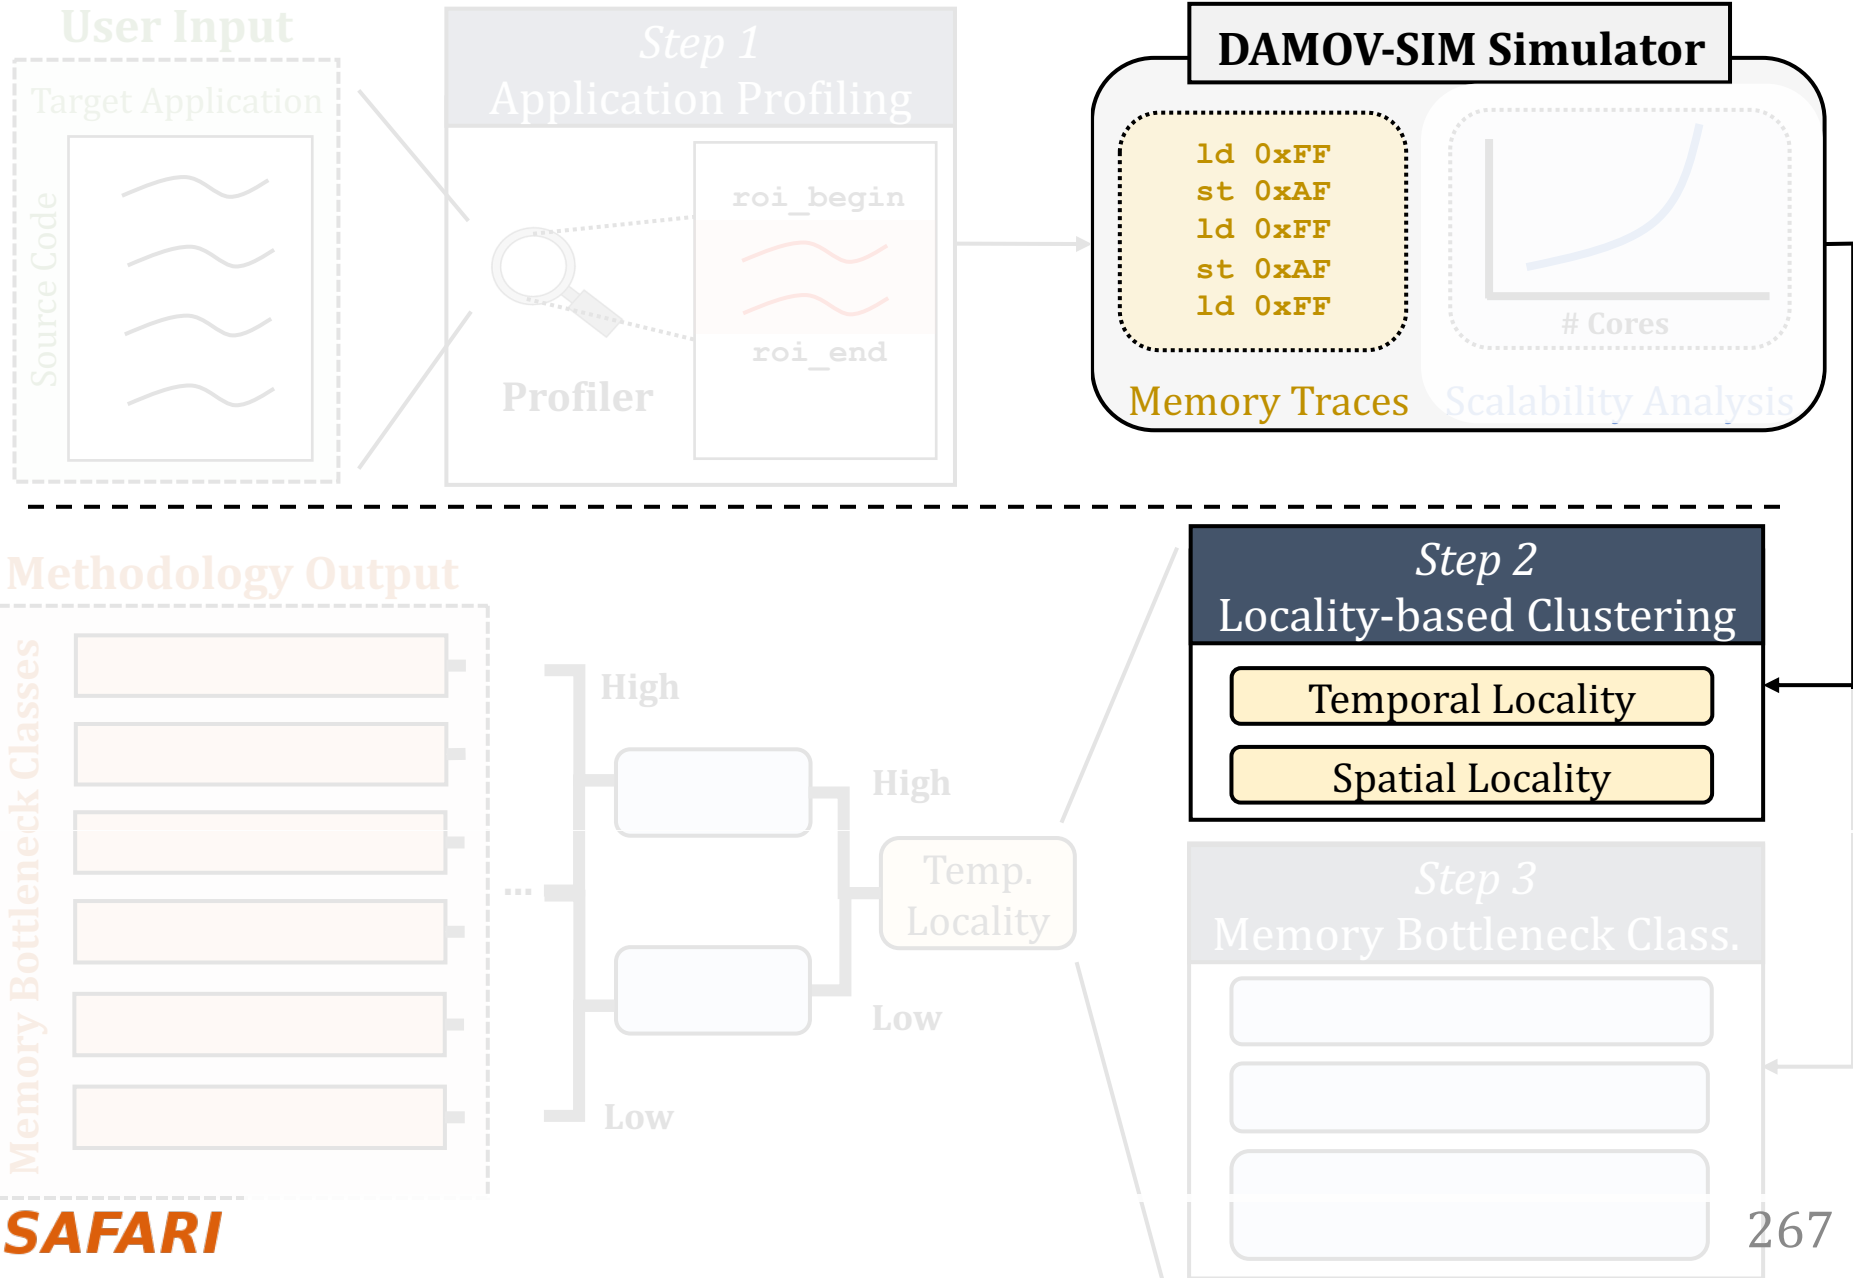 User Input
Target Application
Source Code
Step 1
Application Profiling
roi_begin
roi_end
Profiler
DAMOV-SIM Simulator
ld 0xFF
st 0xAF
ld 0xFF
st 0xAF
ld 0xFF
Memory Traces
# Cores
Scalability Analysis
Step 2
Locality-based Clustering
Temporal Locality
Spatial Locality
Step 3
Memory Bottleneck Class.
Temp.
Locality
High
Low
High
Low
...
Methodology Output
Memory Bottleneck Classes
SAFARI
267